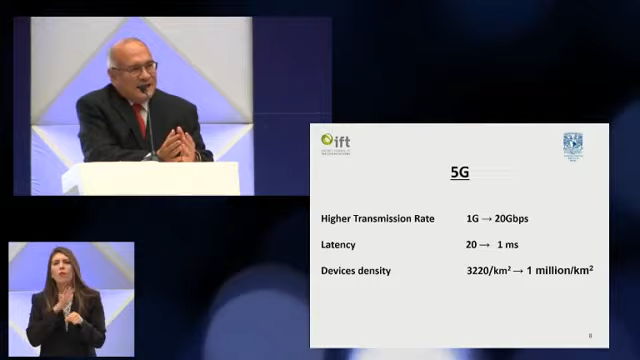 ift
5G
Higher Transmission Rate 1G → 20Gbps
Latency 20 → 1 ms
Devices density 3220/km² → 1 million/km²
8